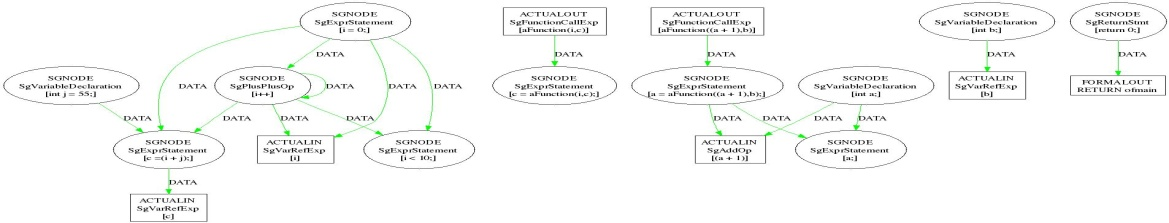 SGNODE
SgExprStatement
[i = 0;]
ACTUALOUT
SgFunctionCallExp
[aFunction(i,c)]
ACTUALOUT
SgFunctionCallExp
[aFunction((a + 1),b)]
SGNODE
SgVariableDeclaration
[int b;]
SGNODE
SgReturnStmt
[return 0;]
DATA
DATA
DATA
DATA
DATA
SGNODE
SgVariableDeclaration
[int j = 55;]
DATA
SGNODE
SgPlusPlusOp
[i++]
DATA
DATA
DATA
SGNODE
SgExprStatement
[c = aFunction(i,c);]
SGNODE
SgExprStatement
[a = aFunction((a + 1),b);]
SGNODE
SgVariableDeclaration
[int a;]
ACTUALIN
SgVarRefExp
[b]
FORMALOUT
RETURN ofmain
DATA
DATA
DATA
DATA
DATA
DATA
DATA
DATA
SGNODE
SgExprStatement
[c =(i + j);]
ACTUALIN
SgVarRefExp
[i]
SGNODE
SgExprStatement
[i < 10;]
ACTUALIN
SgAddOp
[(a + 1)]
SGNODE
SgExprStatement
[a;]
DATA
ACTUALIN
SgVarRefExp
[c]